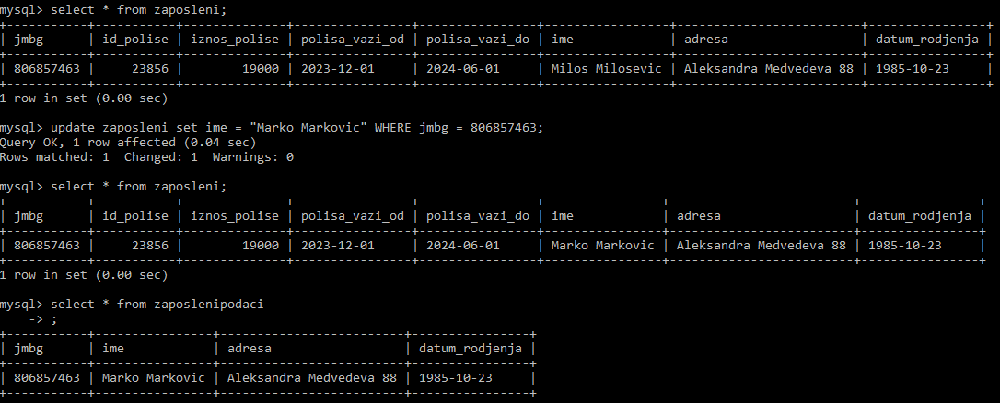 mysql> select * from zaposleni;
+-----------+-----------+--------------+----------------+----------------+-----------------+-------------------------+----------------+
| jmbg      | id_polise | iznos_polise | polisa_vazi_od | polisa_vazi_do | ime             | adresa                  | datum_rodjenja |
+-----------+-----------+--------------+----------------+----------------+-----------------+-------------------------+----------------+
| 806857463 |     23856 |        19000 | 2023-12-01     | 2024-06-01     | Milos Milosevic | Aleksandra Medvedeva 88 | 1985-10-23     |
+-----------+-----------+--------------+----------------+----------------+-----------------+-------------------------+----------------+
1 row in set (0.00 sec)
mysql> update zaposleni set ime = "Marko Markovic" WHERE jmbg = 806857463;
Query OK, 1 row affected (0.04 sec)
Rows matched: 1  Changed: 1  Warnings: 0
mysql> select * from zaposleni;
+-----------+-----------+--------------+----------------+----------------+----------------+-------------------------+----------------+
| jmbg      | id_polise | iznos_polise | polisa_vazi_od | polisa_vazi_do | ime            | adresa                  | datum_rodjenja |
+-----------+-----------+--------------+----------------+----------------+----------------+-------------------------+----------------+
| 806857463 |     23856 |        19000 | 2023-12-01     | 2024-06-01     | Marko Markovic | Aleksandra Medvedeva 88 | 1985-10-23     |
+-----------+-----------+--------------+----------------+----------------+----------------+-------------------------+----------------+
1 row in set (0.00 sec)
mysql> select * from zaposlenipodaci
    -> ;
+-----------+----------------+-------------------------+----------------+
| jmbg      | ime            | adresa                  | datum_rodjenja |
+-----------+----------------+-------------------------+----------------+
| 806857463 | Marko Markovic | Aleksandra Medvedeva 88 | 1985-10-23     |
+-----------+----------------+-------------------------+----------------+